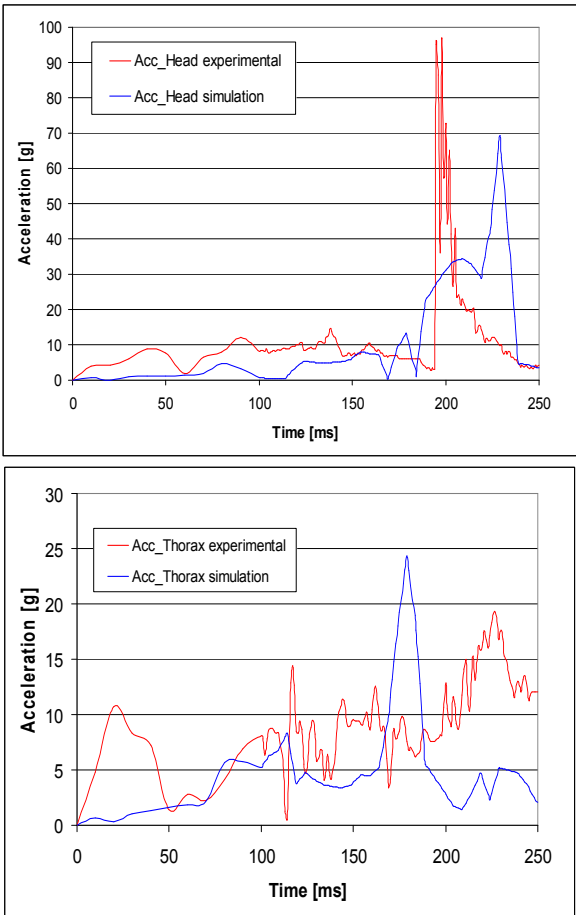 100
90
80
70
60
50
40
30
20
10
0
Acceleration [g]
Acc_Head experimental
Acc_Head simulation
0 50 100 150 200 250
Time [ms]
30
25
20
15
10
5
0
Acceleration [g]
Acc_Thorax experimental
Acc_Thorax simulation
0 50 100 150 200 250
Time [ms]